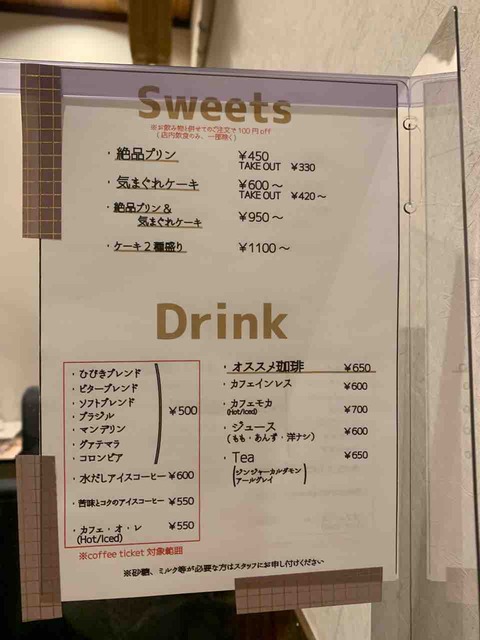 Sweets
※お飲み物と併せてのご注文で100円off
(店内飲食のみ、一部除く)
・絶品プリン ¥450
TAKE OUT ¥330
・気まぐれケーキ ¥600～
TAKE OUT ¥420～
・絶品プリン&
気まぐれケーキ ¥950～
・ケーキ2種盛り ¥1100～
Drink
・ひびきブレンド
・ビターブレンド
・ソフトブレンド
・ブラジル
・マンデリン
・グァテマラ
・コロンビア
¥500
・水だしアイスコーヒー ¥600
・苦味とコクのアイスコーヒー ¥550
・カフェ・オ・レ ¥550
(Hot/Iced)
※coffee ticket 対象範囲
・オススメ珈琲 ¥650
・カフェインレス ¥600
・カフェモカ ¥700
(Hot/Iced)
・ジュース ¥600
(もも・あんず・洋ナシ)
・Tea ¥650
(ジンジャーカルダモン
アールグレイ)
※砂糖、ミルク等が必要な方はスタッフにお申し付けください